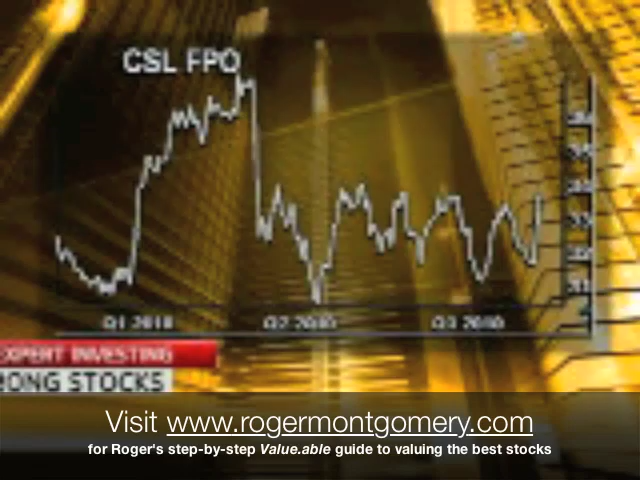 CSL FPO
Q1 2010
Q2 2010
Q3 2010
EXPERT INVESTING
RONG STOCKS
Visit www.rogermontgomery.com
for Roger's step-by-step Value.able guide to valuing the best stocks